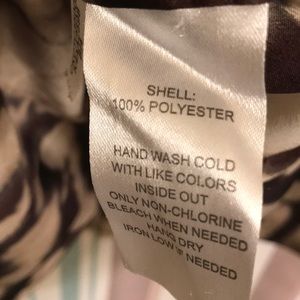 SHELL:
100% POLYESTER
HAND WASH COLD
WITH LIKE COLORS
INSIDE OUT
ONLY NON-CHLORINE
BLEACH WHEN NEEDED
HANG DRY
IRON LOW IF NEEDED